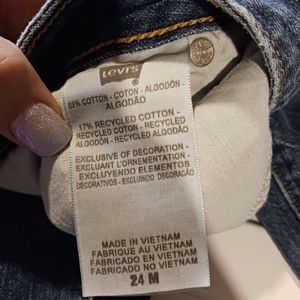 Levi's
83% COTTON - COTON - ALGODÓN -
ALGODÃO
17% RECYCLED COTTON -
RECYCLED COTTON - RECYCLED
ALGODÓN - RECYCLED
ALGODÃO
EXCLUSIVE OF DECORATION -
EXCLUANT L'ORNEMENTATION -
EXCLUYENDO ELEMENTOS
DECORATIVOS - EXCLUINDO DECORAÇÃO
MADE IN VIETNAM
FABRIQUE AU VIETNAM
FABRICADO EN VIETNAM
FABRICADO NO VIETNAM
24 M